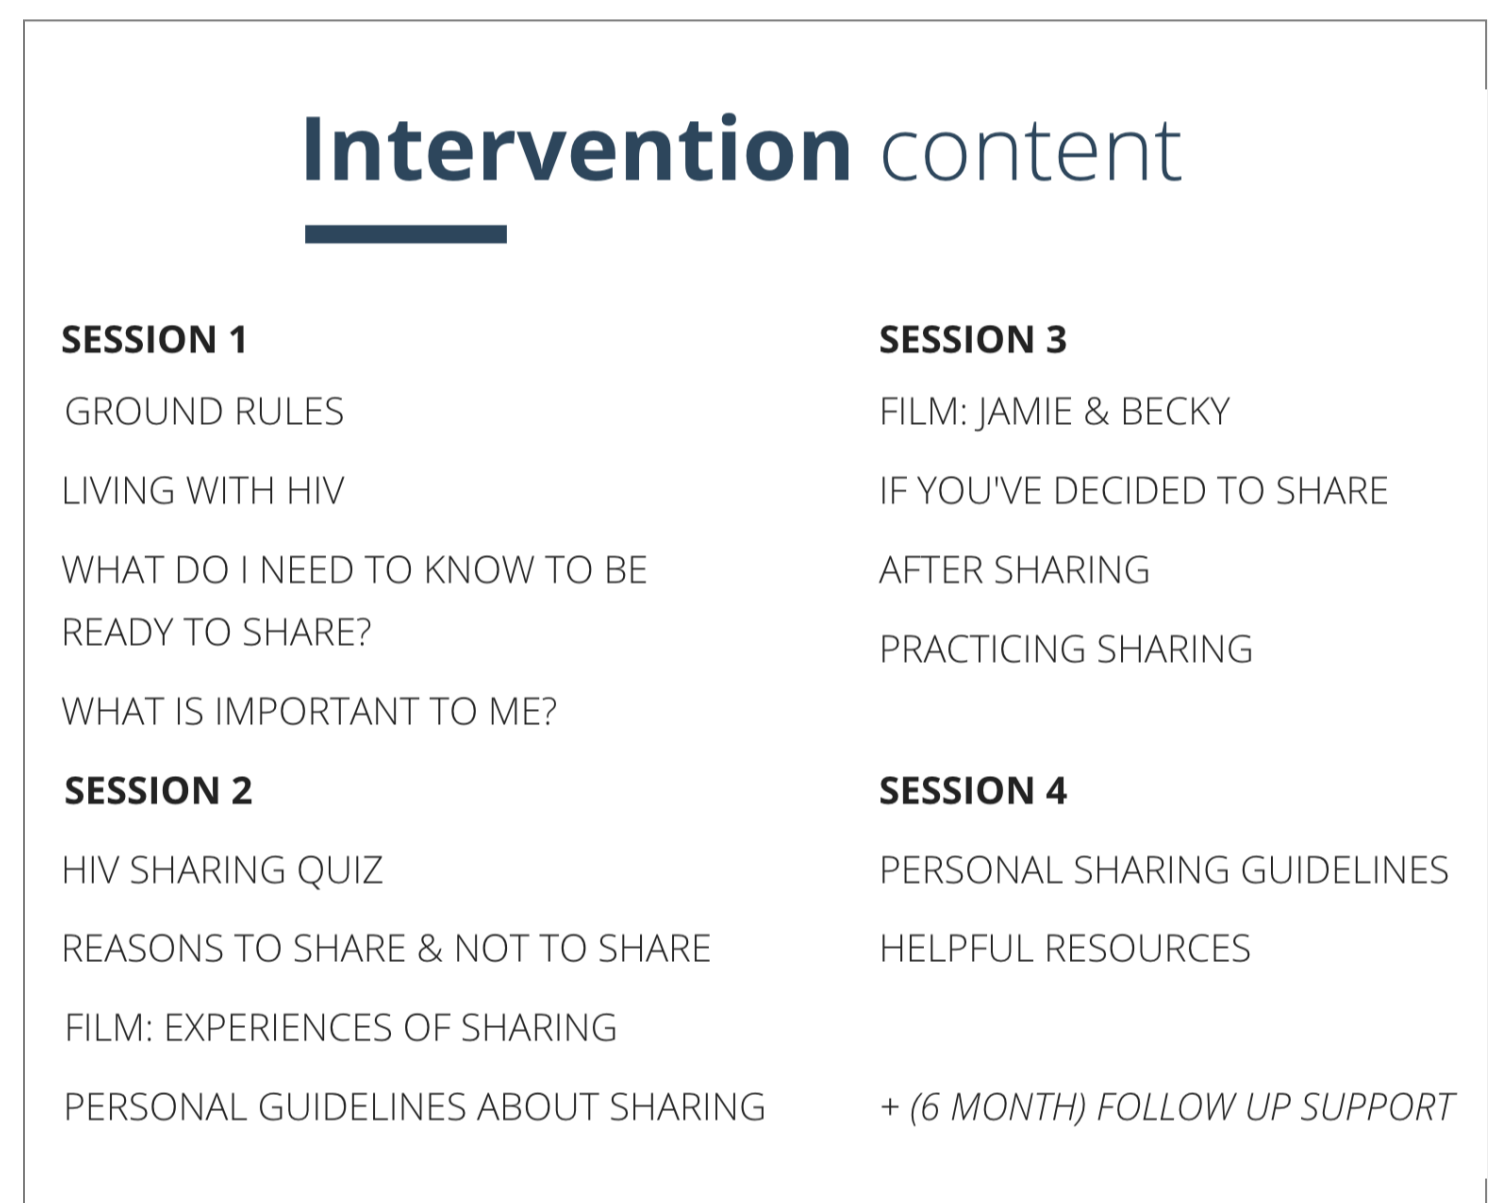 Intervention content
SESSION 1
GROUND RULES
LIVING WITH HIV
WHAT DO I NEED TO KNOW TO BE
READY TO SHARE?
WHAT IS IMPORTANT TO ME?
SESSION 2
HIV SHARING QUIZ
REASONS TO SHARE & NOT TO SHARE
FILM: EXPERIENCES OF SHARING
PERSONAL GUIDELINES ABOUT SHARING
SESSION 3
FILM: JAMIE & BECKY
IF YOU'VE DECIDED TO SHARE
AFTER SHARING
PRACTICING SHARING
SESSION 4
PERSONAL SHARING GUIDELINES
HELPFUL RESOURCES
+ (6 MONTH) FOLLOW UP SUPPORT